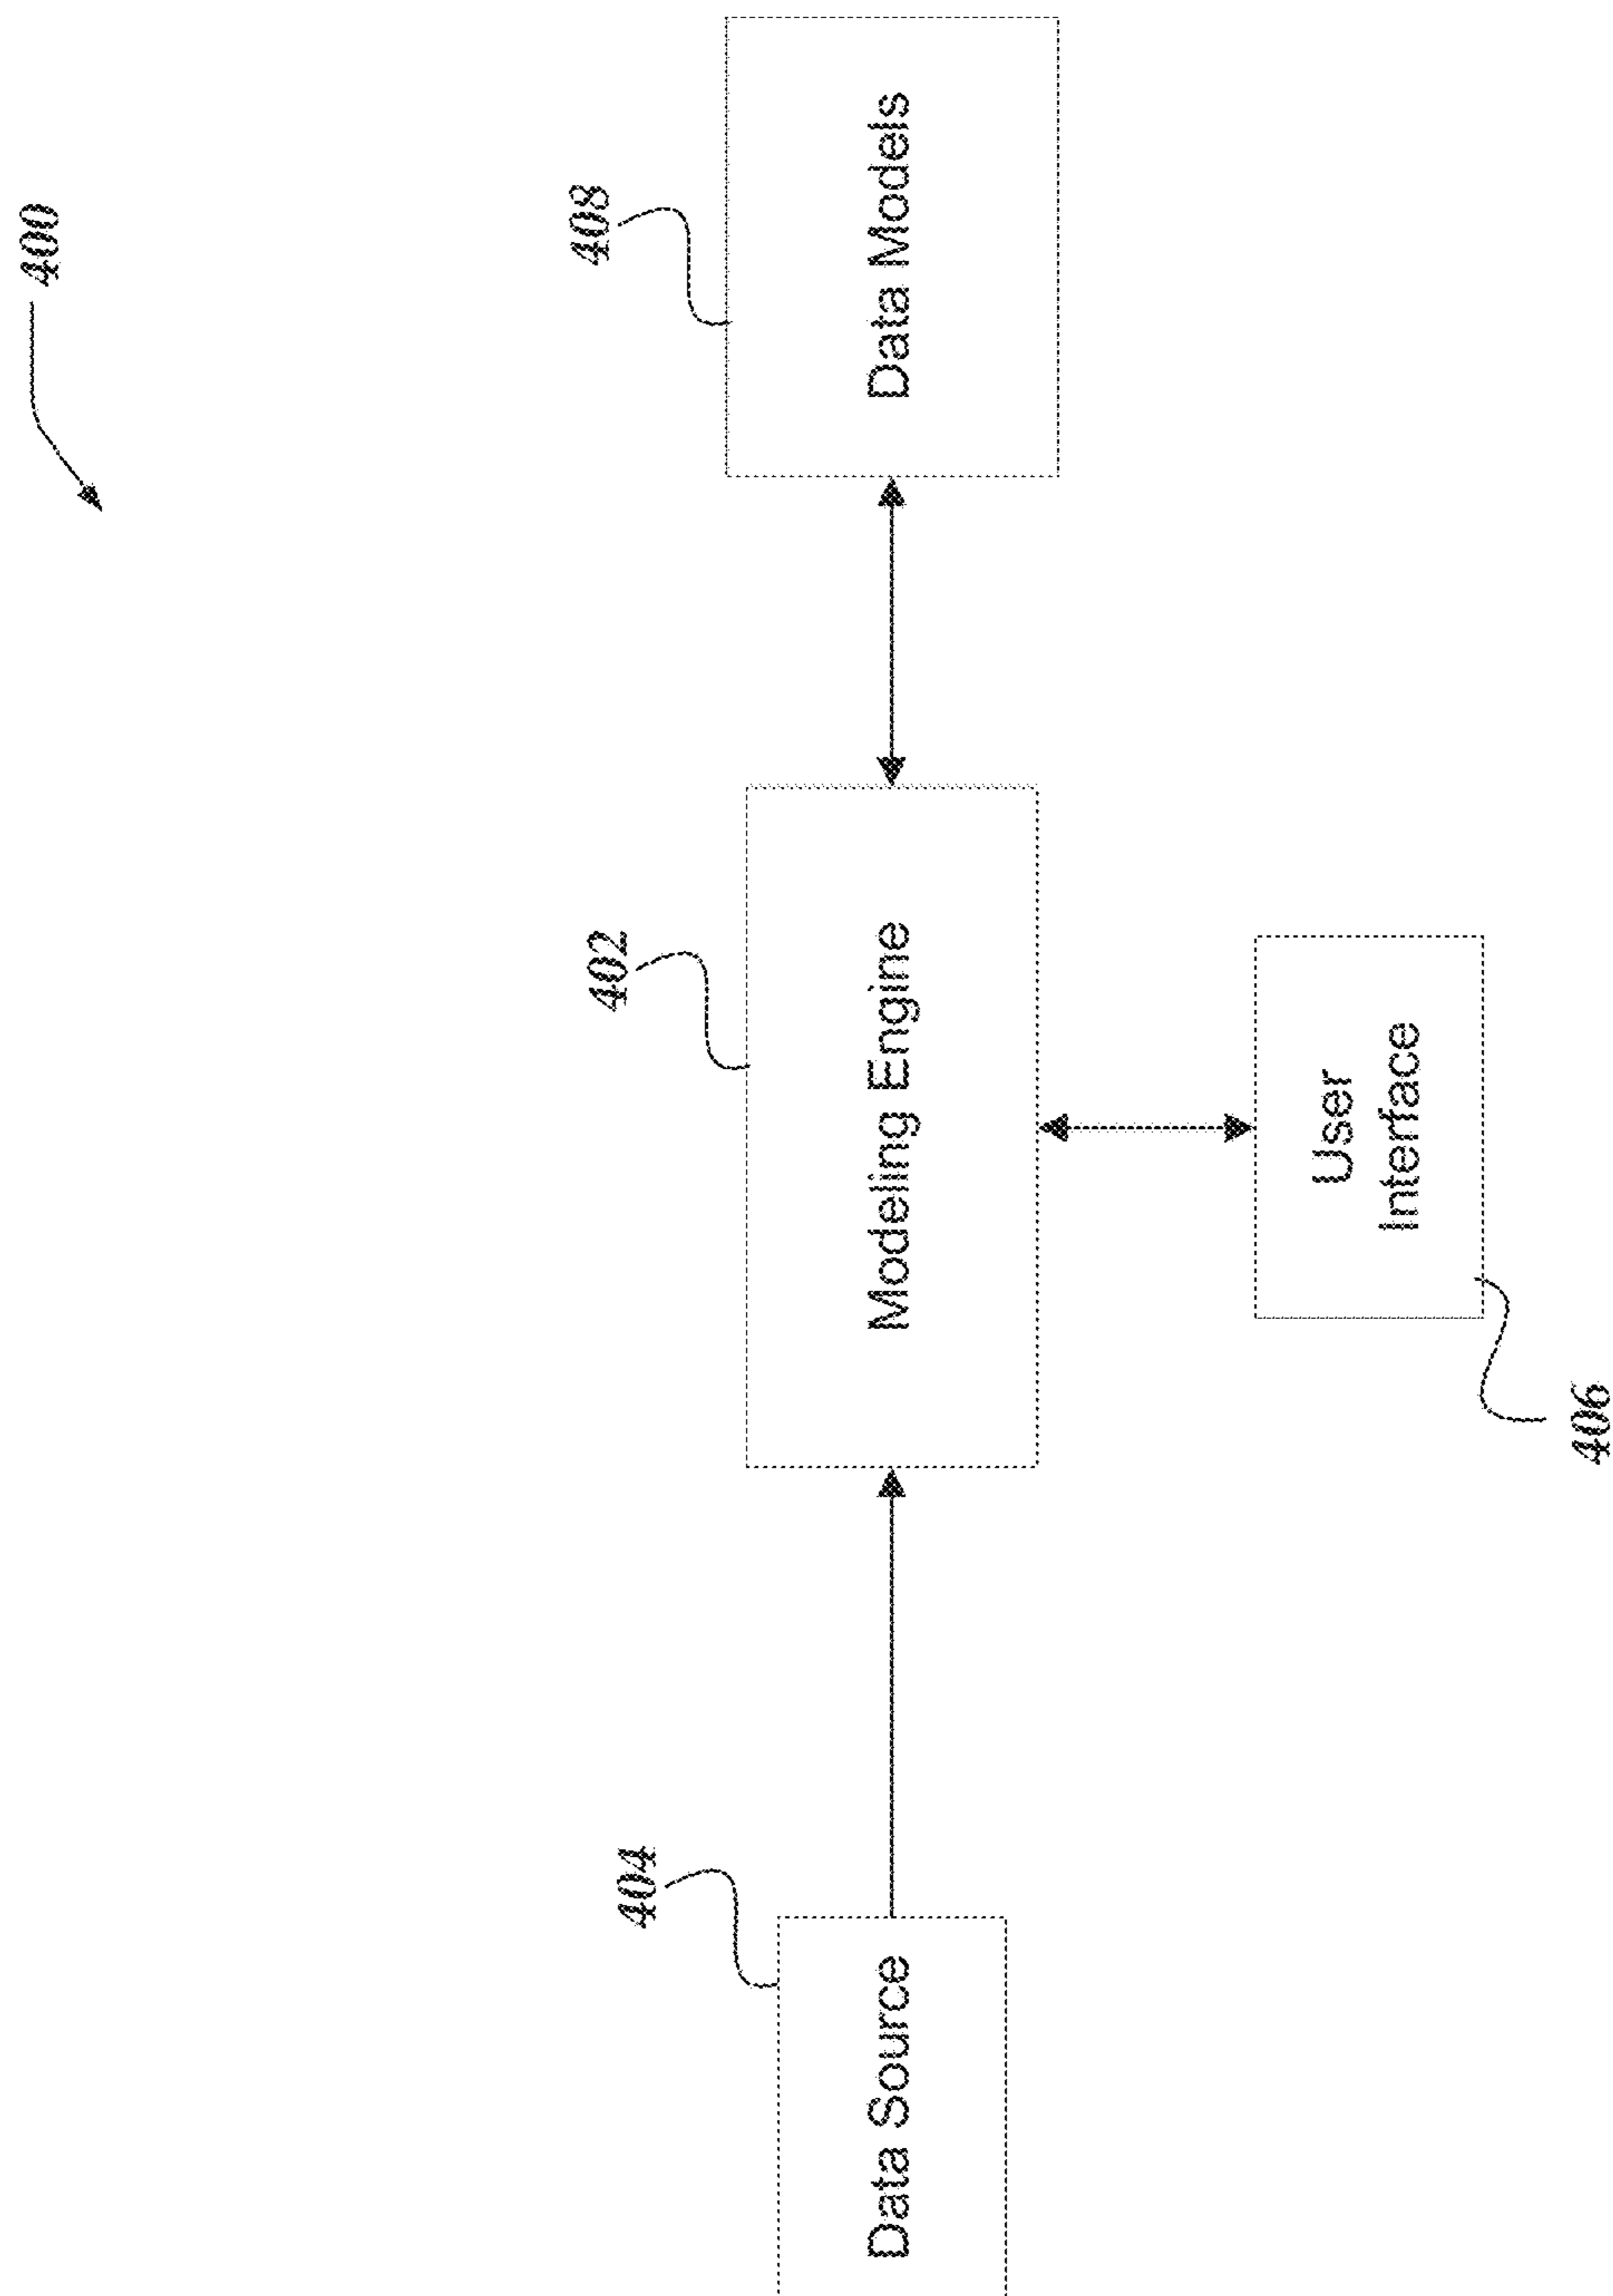 400
404
Data Source
402
Modeling Engine
408
Data Models
User
Interface
406